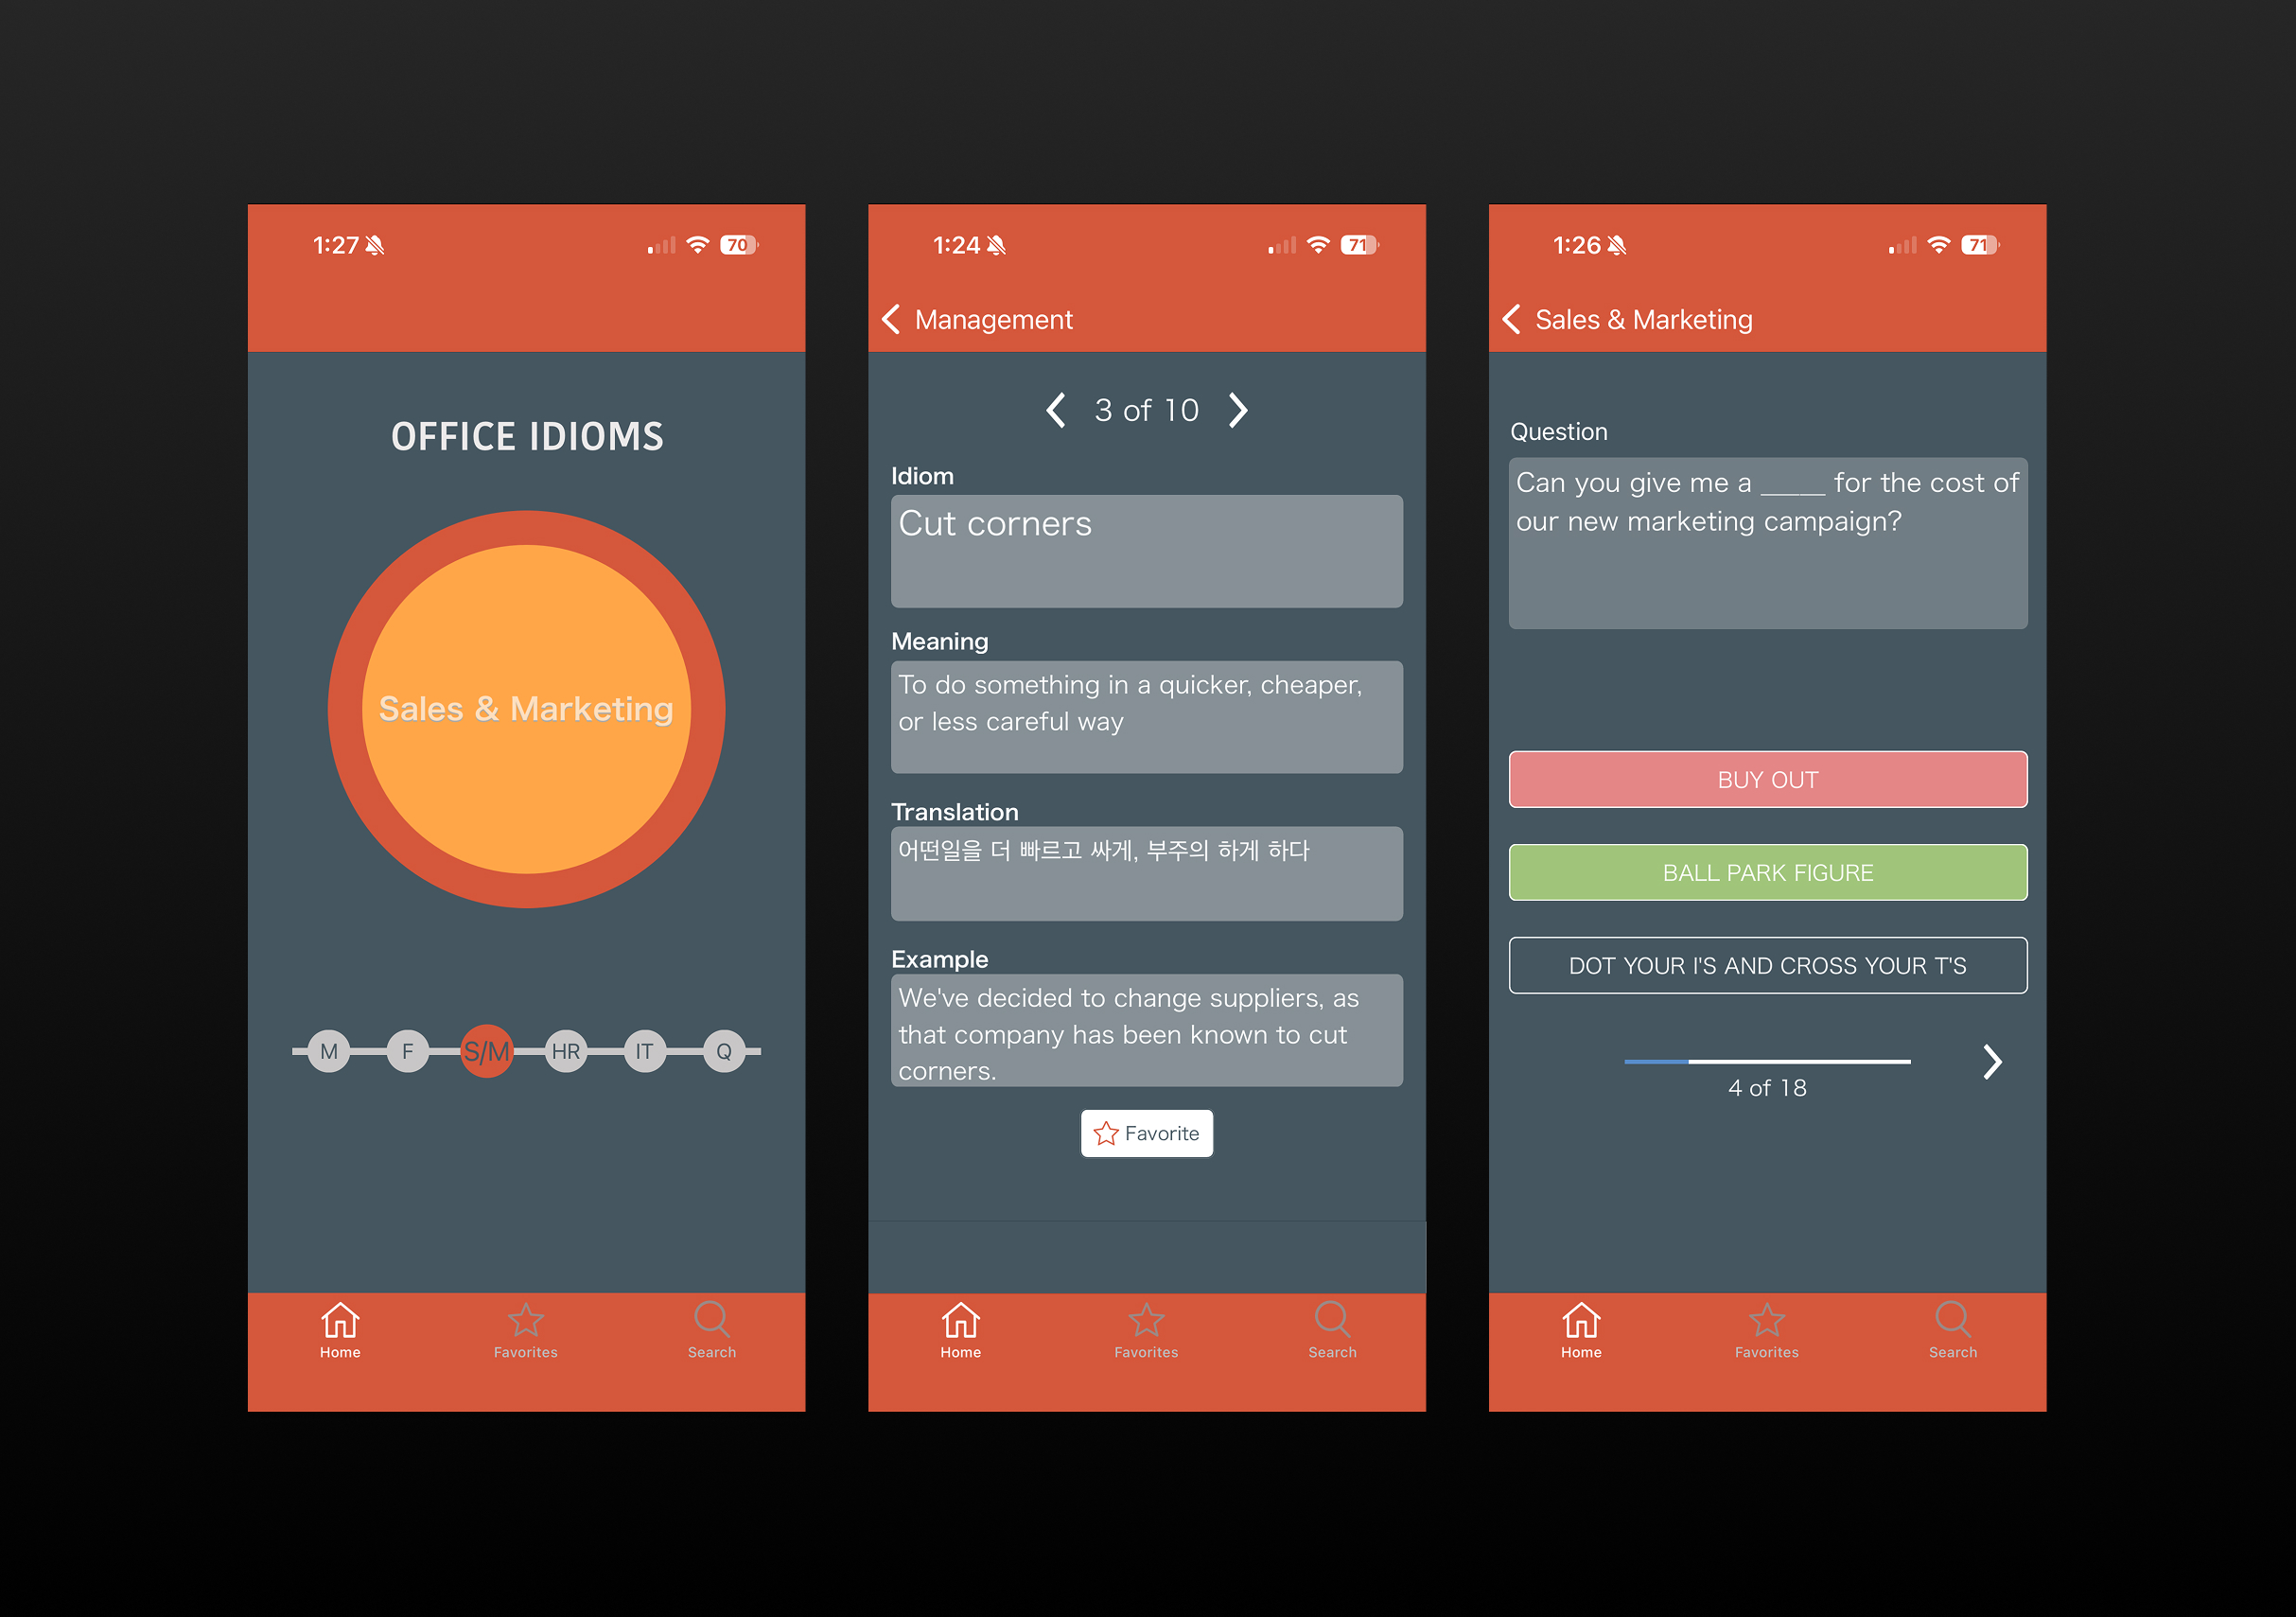 1:27
70
OFFICE IDIOMS
Sales & Marketing
M F S/M HR IT Q
Home Favorites Search
1:24
71
Management
3 of 10
Idiom
Cut corners
Meaning
To do something in a quicker, cheaper,
or less careful way
Translation
어떤일을 더 빠르고 싸게, 부주의 하게 하다
Example
We've decided to change suppliers, as
that company has been known to cut
corners.
Favorite
Home Favorites Search
1:26
71
Sales & Marketing
Question
Can you give me a _____ for the cost of
our new marketing campaign?
BUY OUT
BALL PARK FIGURE
DOT YOUR I'S AND CROSS YOUR T'S
4 of 18
Home Favorites Search